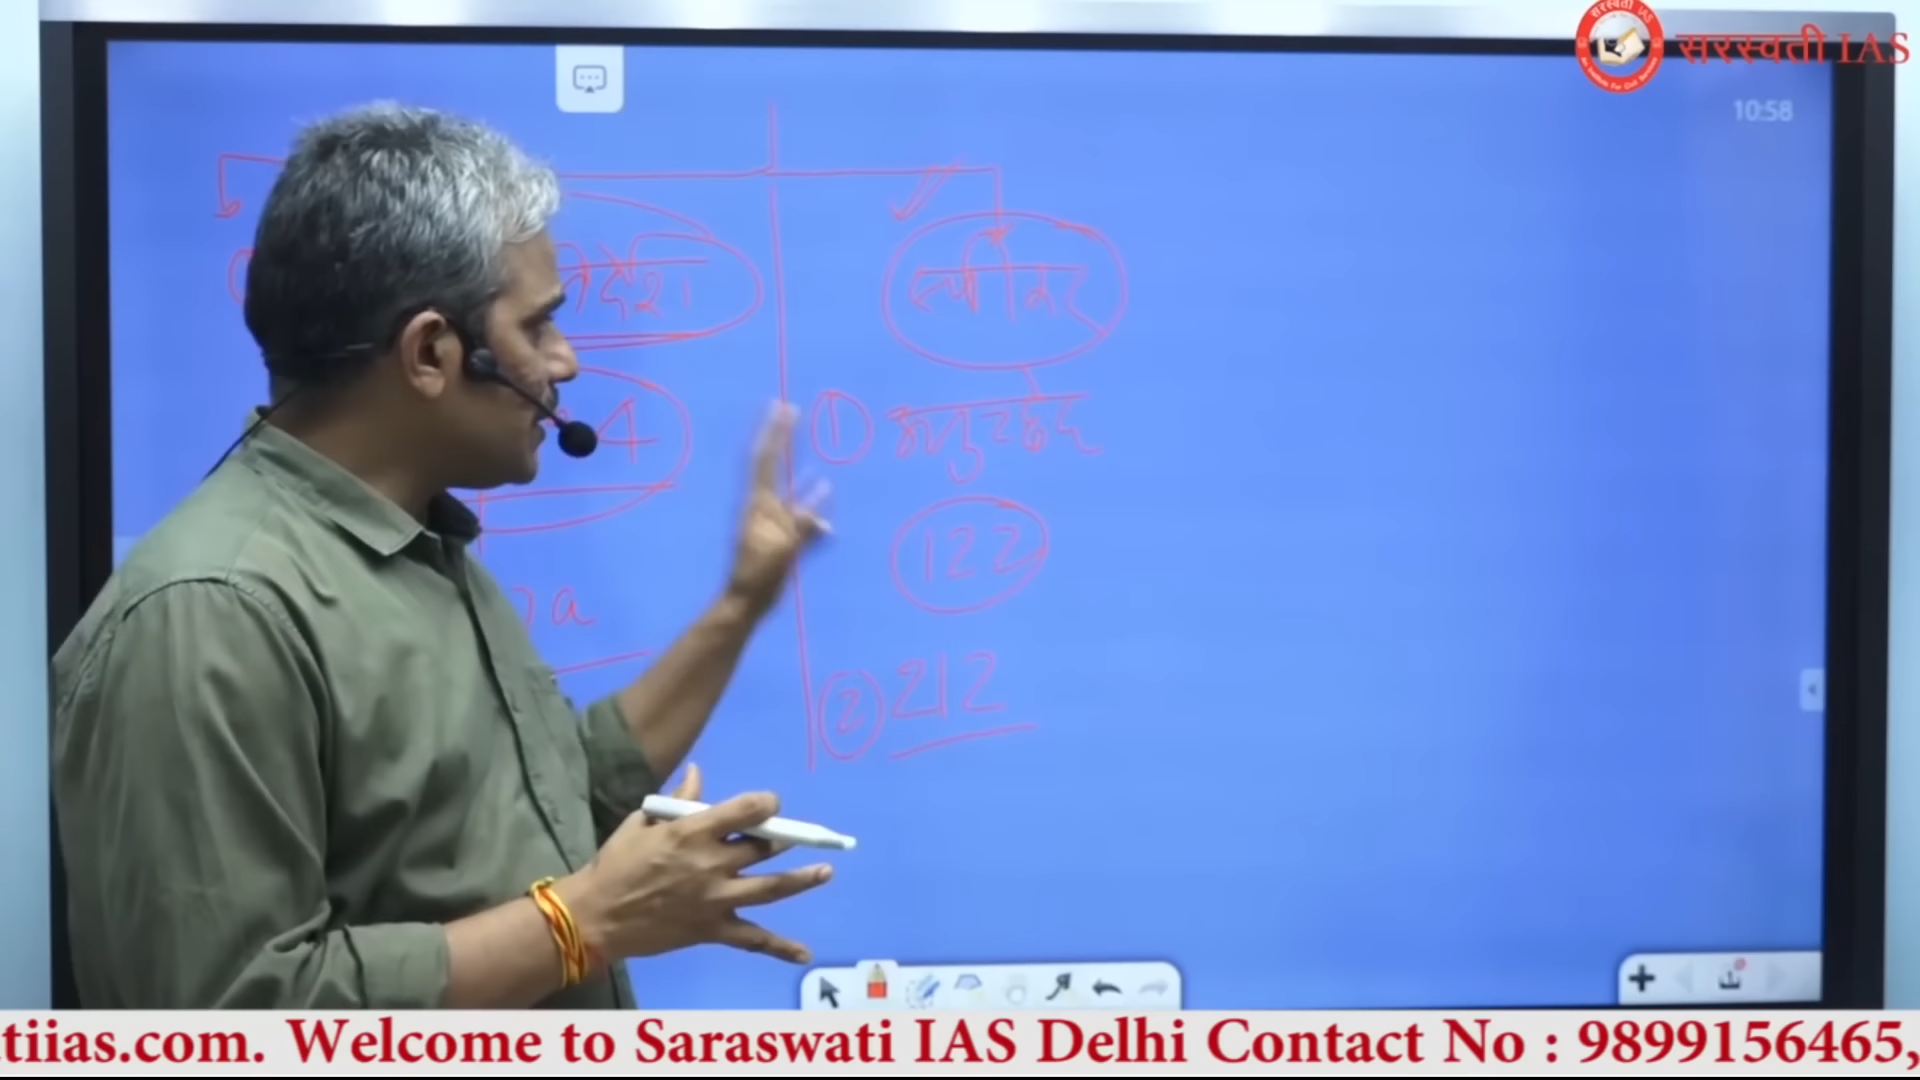 सरस्वती IAS
10:58
स्पीकर
4
① अनुच्छेद
122
a
② 212
tiias.com. Welcome to Saraswati IAS Delhi Contact No : 9899156465,